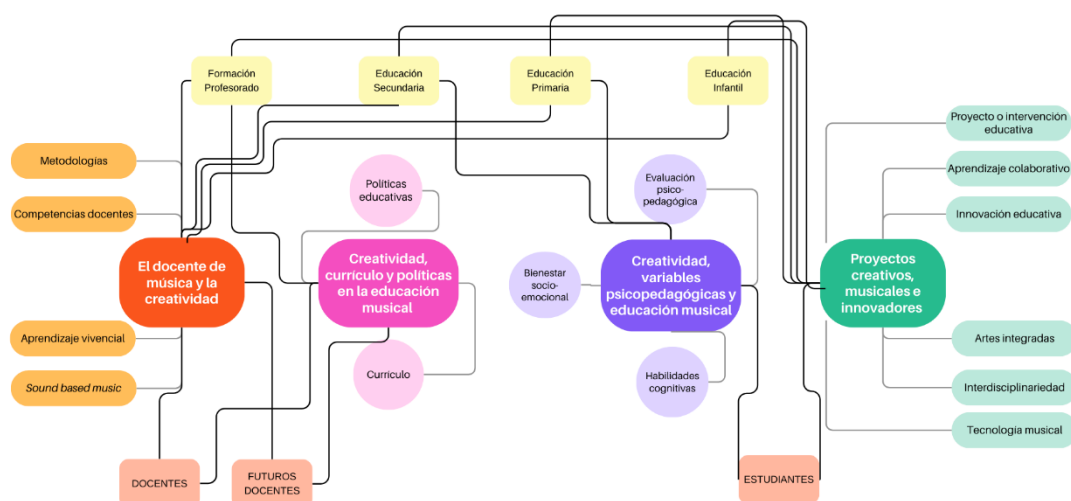 Formación
Profesorado
Educación
Secundaria
Educación
Primaria
Educación
Infantil
Metodologías
Competencias docentes
El docente de
música y la
creatividad
Aprendizaje vivencial
Sound based music
Políticas
educativas
Creatividad,
currículo y políticas
en la educación
musical
Currículo
Evaluación
psico-
pedagógica
Bienestar
socio-
emocional
Creatividad,
variables
psicopedagógicas y
educación musical
Habilidades
cognitivas
Proyecto o intervención
educativa
Aprendizaje colaborativo
Innovación educativa
Proyectos
creativos,
musicales e
innovadores
Artes integradas
Interdisciplinariedad
Tecnología musical
DOCENTES
FUTUROS
DOCENTES
ESTUDIANTES